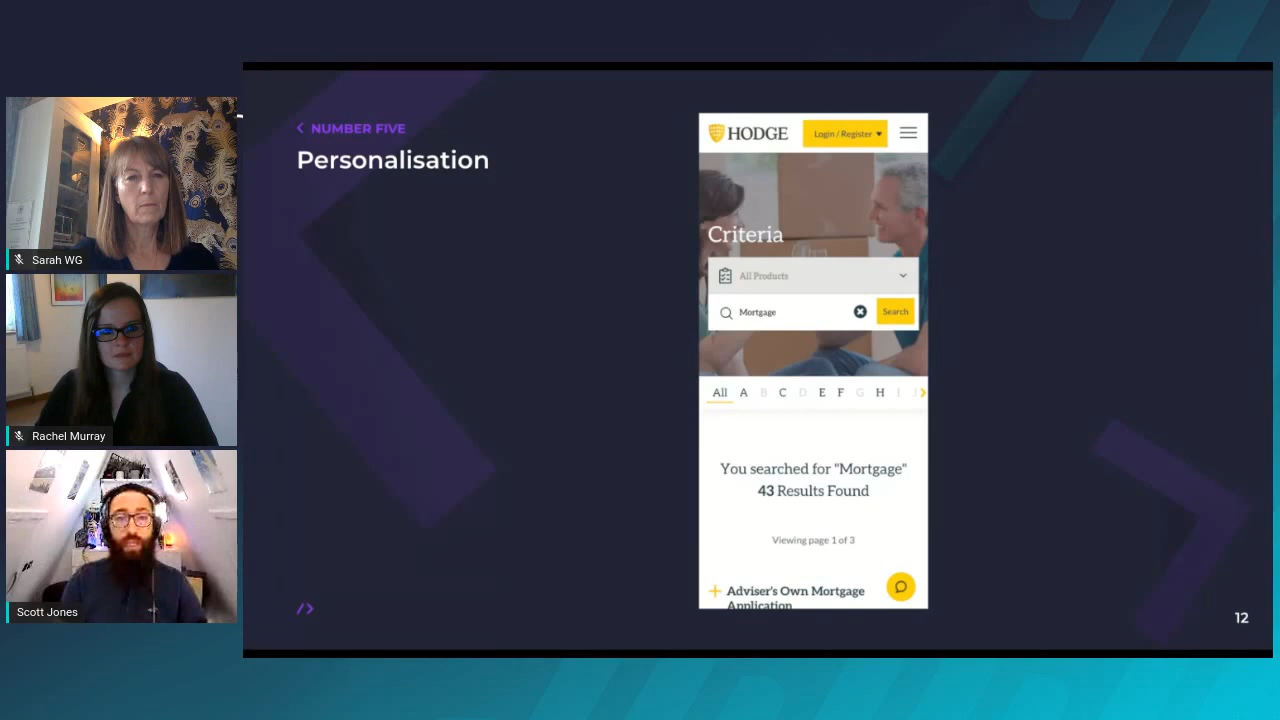 Sarah WG
Rachel Murray
Scott Jones
NUMBER FIVE
Personalisation
HODGE
Login / Register
Criteria
All Products
Mortgage
Search
All A B C D E F G H I J
You searched for "Mortgage"
43 Results Found
Viewing page 1 of 3
Adviser's Own Mortgage
Application
12